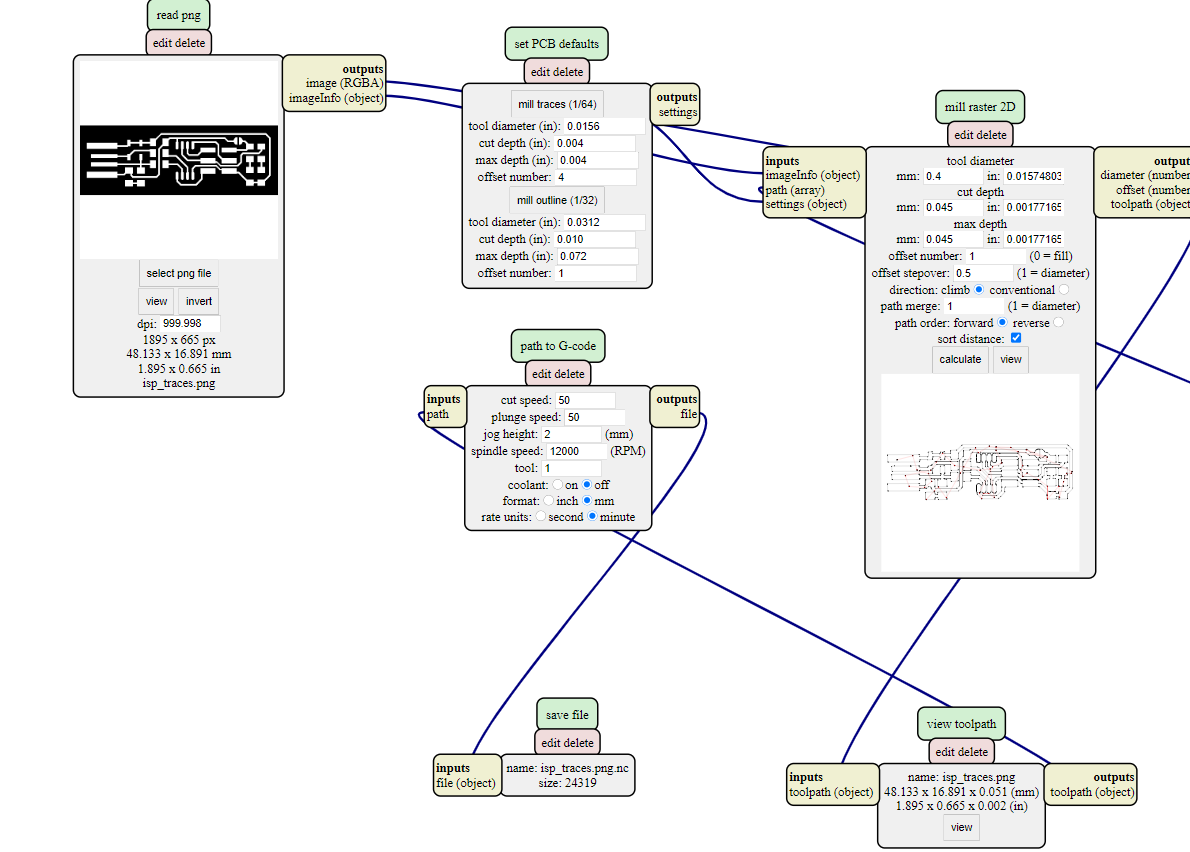 read png
edit delete
outputs
image (RGBA)
imageInfo (object)
select png file
view invert
dpi: 999.998
1895 x 665 px
48.133 x 16.891 mm
1.895 x 0.665 in
isp_traces.png
set PCB defaults
edit delete
mill traces (1/64)
tool diameter (in): 0.0156
cut depth (in): 0.004
max depth (in): 0.004
offset number: 4
mill outline (1/32)
tool diameter (in): 0.0312
cut depth (in): 0.010
max depth (in): 0.072
offset number: 1
outputs
settings
mill raster 2D
edit delete
inputs
imageInfo (object)
path (array)
settings (object)
tool diameter
mm: 0.4 in: 0.01574803
cut depth
mm: 0.045 in: 0.00177165
max depth
mm: 0.045 in: 0.00177165
offset number: 1 (0 = fill)
offset stepover: 0.5 (1 = diameter)
direction: climb conventional
path merge: 1 (1 = diameter)
path order: forward reverse
sort distance:
calculate view
output
diameter (number
offset (number
toolpath (object
path to G-code
edit delete
inputs
path
cut speed: 50
plunge speed: 50
jog height: 2 (mm)
spindle speed: 12000 (RPM)
tool: 1
coolant: on off
format: inch mm
rate units: second minute
outputs
file
save file
edit delete
inputs
file (object)
name: isp_traces.png.nc
size: 24319
view toolpath
edit delete
inputs
toolpath (object)
name: isp_traces.png
48.133 x 16.891 x 0.051 (mm)
1.895 x 0.665 x 0.002 (in)
view
outputs
toolpath (object)